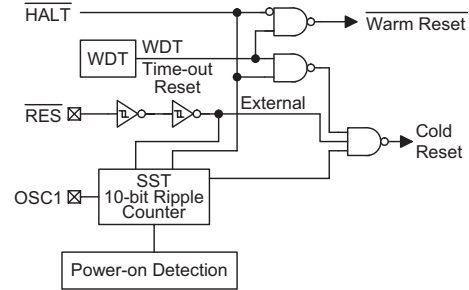 HALT
Warm Reset
WDT
WDT
Time-out
Reset
RES
External
Cold
Reset
OSC1
SST
10-bit Ripple
Counter
Power-on Detection